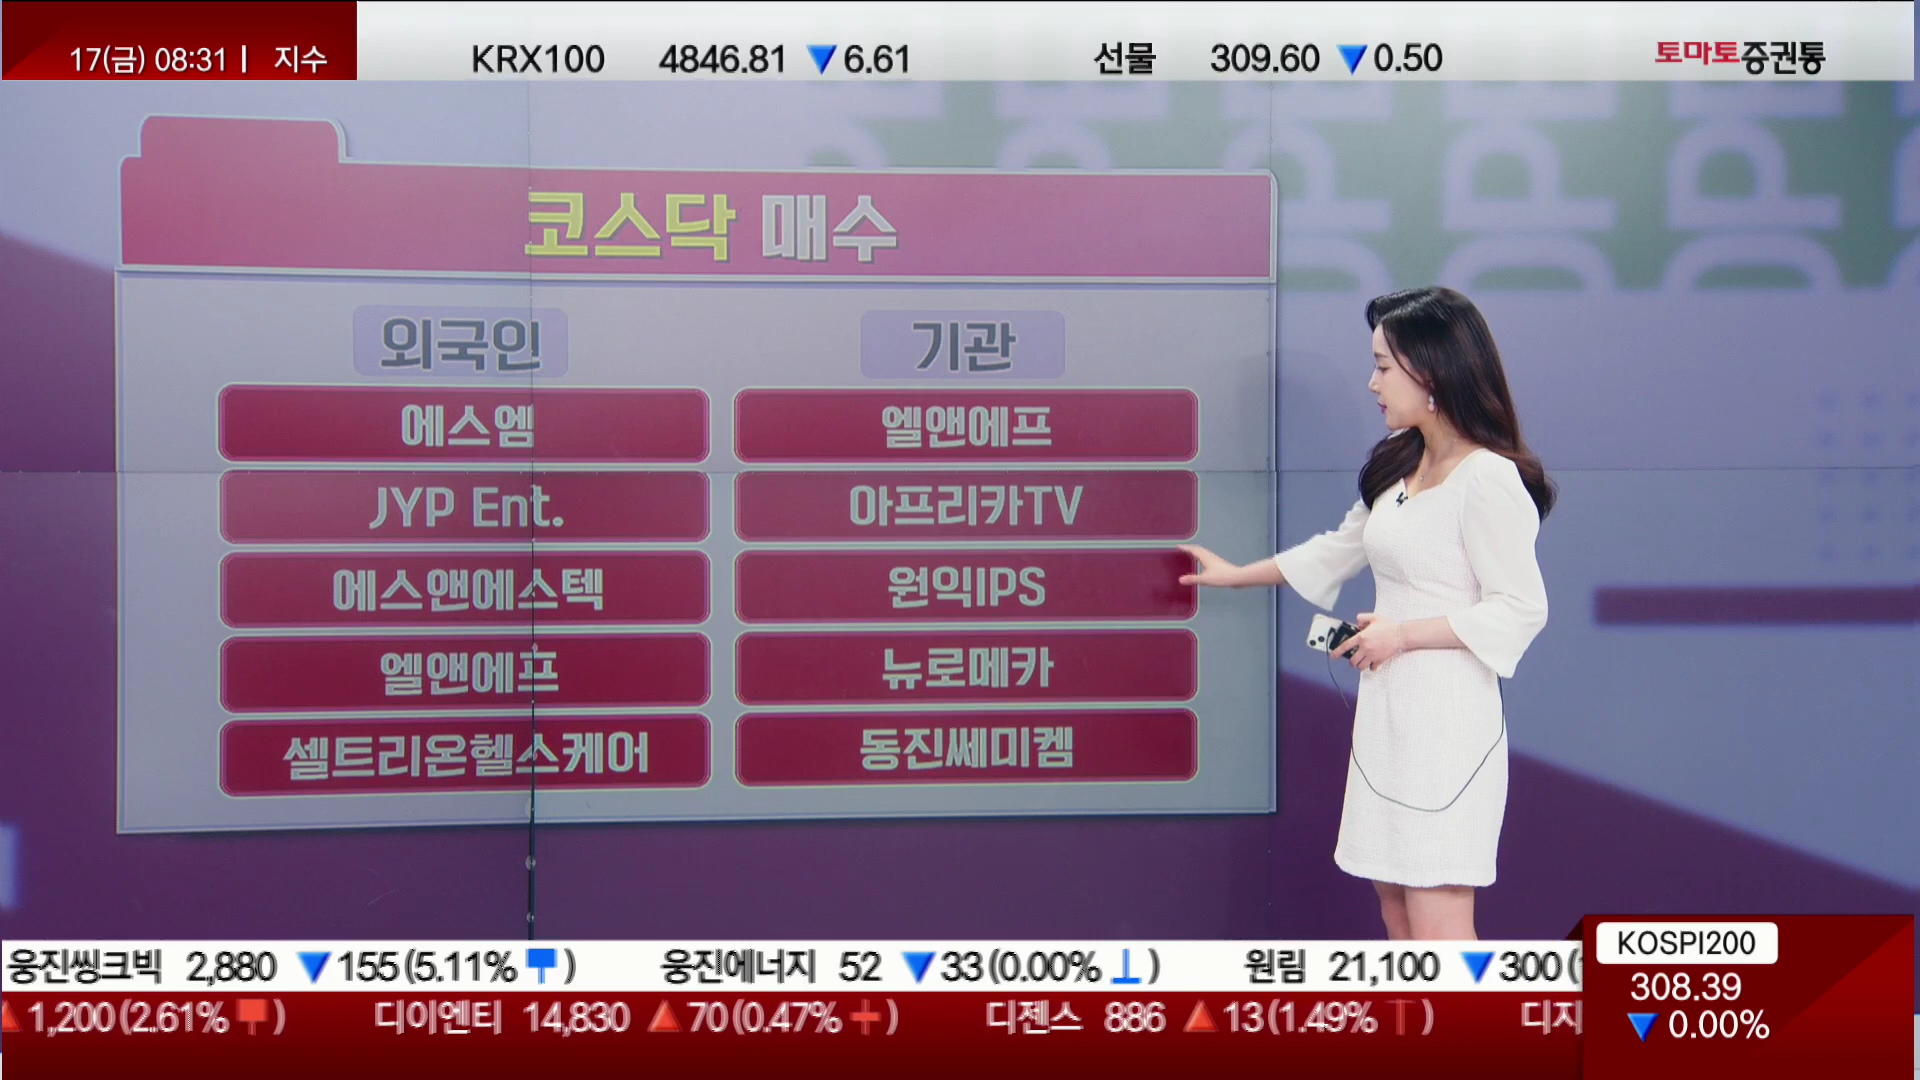 17(금) 08:31 | 지수 KRX100 4846.81 ▼6.61 선물 309.60 ▼0.50 토마토증권통
코스닥 매수
외국인 기관
에스엠 엘앤에프
JYP Ent. 아프리카TV
에스앤에스텍 원익IPS
엘앤에프 뉴로메카
셀트리온헬스케어 동진쎄미켐
웅진씽크빅 2,880 ▼155(5.11%) 웅진에너지 52 ▼33(0.00%) 원림 21,100 ▼300(
▲1,200(2.61%) 디이엔티 14,830 ▲70(0.47%) 디젠스 886 ▲13(1.49%) 디지
KOSPI200
308.39
▼0.00%